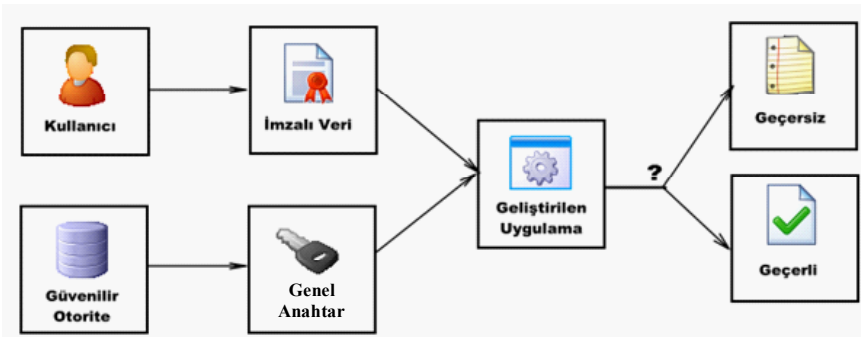 Kullanıcı
İmzalı Veri
Güvenilir
Otorite
Genel
Anahtar
Geliştirilen
Uygulama
?
Geçersiz
Geçerli